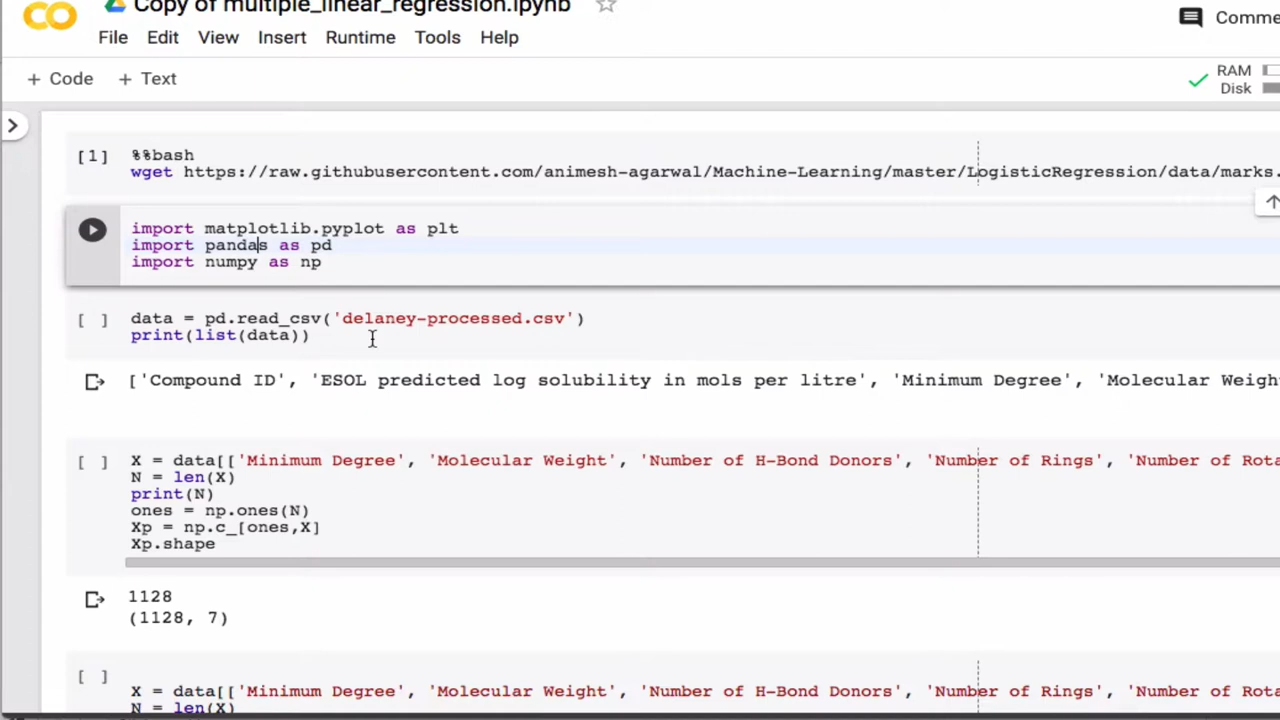 Copy of multiple_linear_regression.ipynb
Comme
File Edit View Insert Runtime Tools Help
+ Code + Text
RAM
Disk
[1] %%bash
wget https://raw.githubusercontent.com/animesh-agarwal/Machine-Learning/master/LogisticRegression/data/marks.
import matplotlib.pyplot as plt
import pandas as pd
import numpy as np
[ ] data = pd.read_csv('delaney-processed.csv')
print(list(data))
['Compound ID', 'ESOL predicted log solubility in mols per litre', 'Minimum Degree', 'Molecular Weigh
[ ] X = data[['Minimum Degree', 'Molecular Weight', 'Number of H-Bond Donors', 'Number of Rings', 'Number of Rota
N = len(X)
print(N)
ones = np.ones(N)
Xp = np.c_[ones,X]
Xp.shape
1128
(1128, 7)
[ ]
X = data[['Minimum Degree', 'Molecular Weight', 'Number of H-Bond Donors', 'Number of Rings', 'Number of Rota
N = len(X)